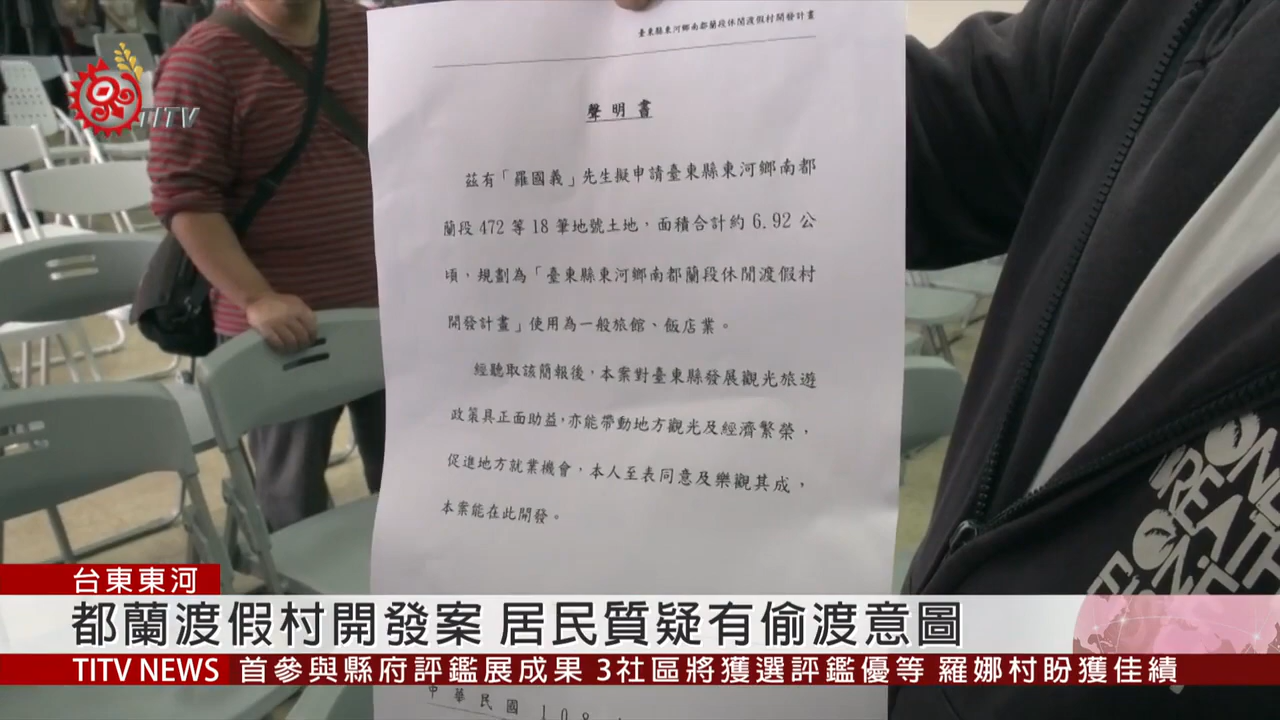 臺東縣東河鄉南都蘭段休閒渡假村開發計畫
TITV
聲明書
茲有「羅國義」先生擬申請臺東縣東河鄉南都
蘭段 472 等 18 筆地號土地，面積合計約 6.92 公
頃，規劃為「臺東縣東河鄉南都蘭段休閒渡假村
開發計畫」使用為一般旅館、飯店業。
經聽取該簡報後，本案對臺東縣發展觀光旅遊
政策具正面助益，亦能帶動地方觀光及經濟繁榮，
促進地方就業機會，本人至表同意及樂觀其成，
本案能在此開發。
台東東河
都蘭渡假村開發案 居民質疑有偷渡意圖
TITV NEWS 首參與縣府評鑑展成果 3社區將獲選評鑑優等 羅娜村盼獲佳績
中華民國 108